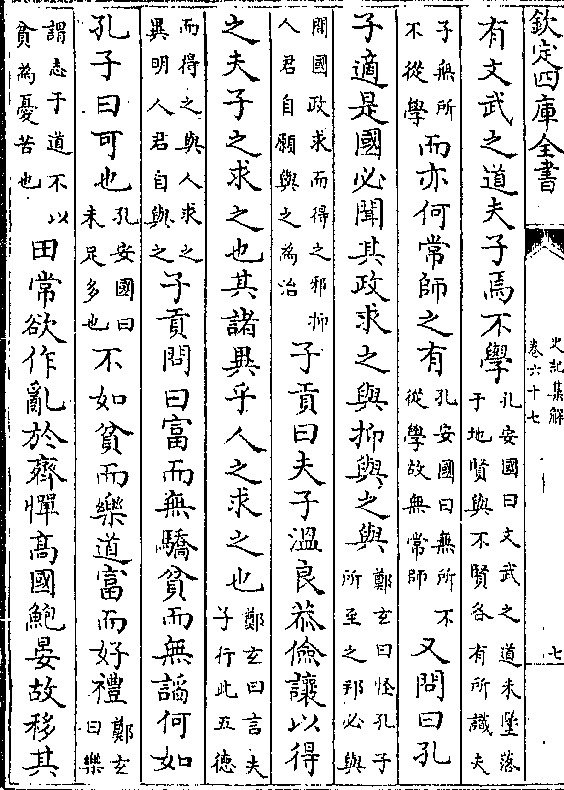 欽定四庫全書
史記集解
卷六十七
七
有文武之道夫子焉不學孔安國曰文武之道未墜落于地賢與不賢各有所識夫
子無所不從學而亦何常師之有孔安國曰無所不從學故無常師又問曰孔
子適是國必聞其政求之與抑與之與鄭玄曰怪孔子所至之邦必與
聞國政求而得之邪抑人君自願與之為治子貢曰夫子溫良恭儉讓以得
之夫子之求之也其諸異乎人之求之也鄭玄曰言夫子行此五德
而得之與人求之異明人君自與之子貢問曰富而無驕貧而無諂何如
孔子曰可也孔安國曰未足多也不如貧而樂道富而好禮鄭玄曰樂
謂志于道不以貧為憂苦也田常欲作亂於齊憚高國鮑晏故移其